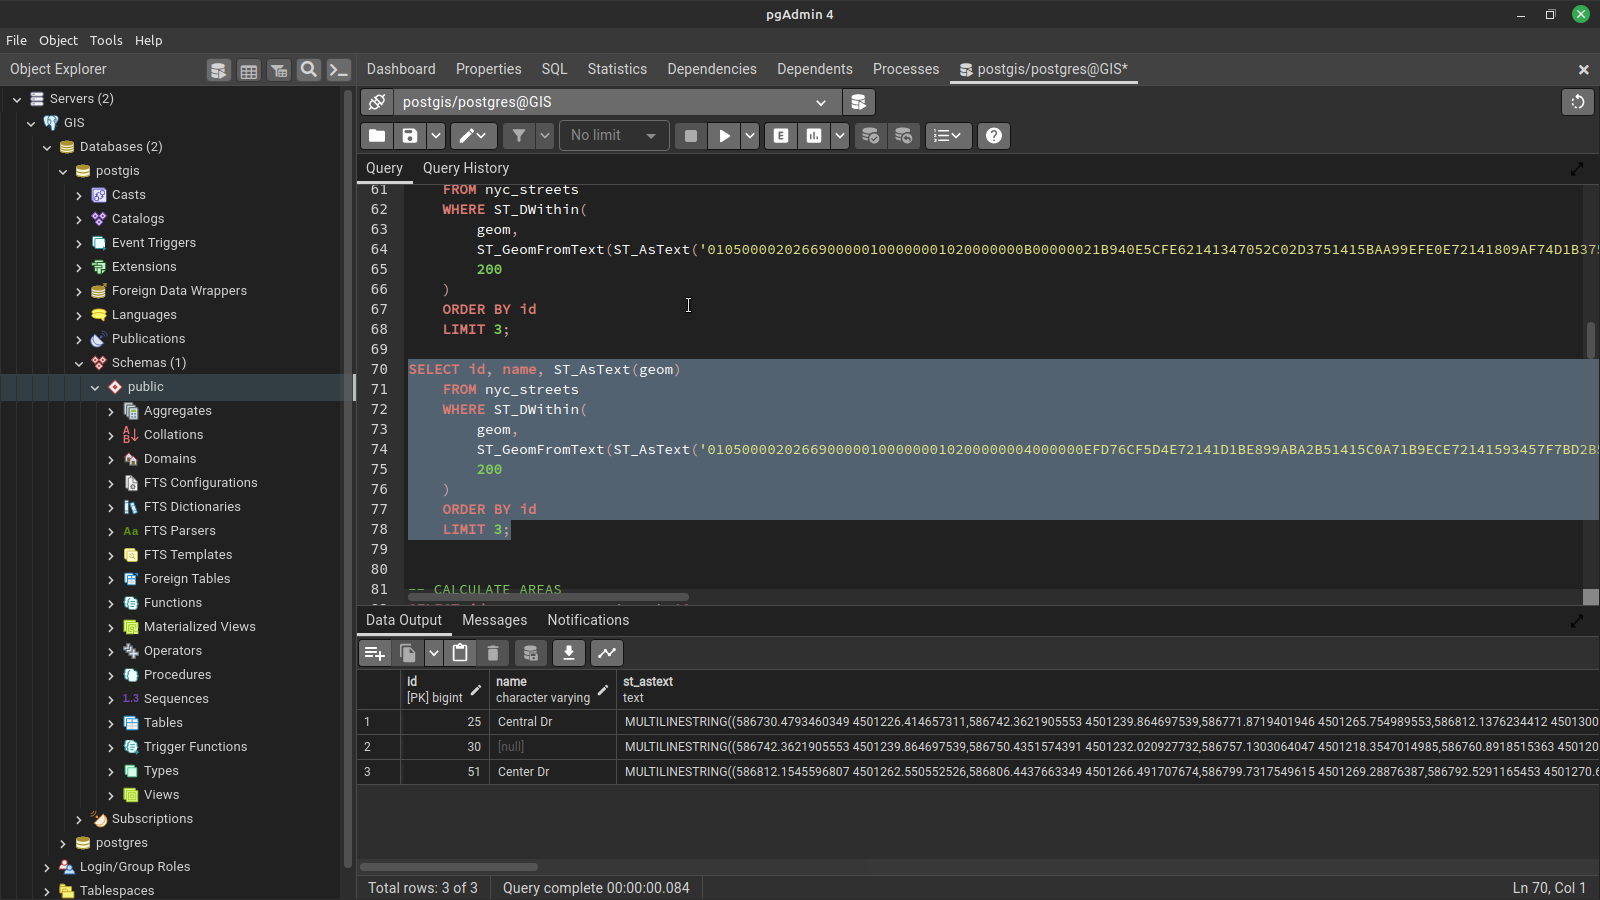 pgAdmin 4
File Object Tools Help
Object Explorer
Dashboard Properties SQL Statistics Dependencies Dependents Processes postgis/postgres@GIS*
Servers (2)
GIS
Databases (2)
postgis
Casts
Catalogs
Event Triggers
Extensions
Foreign Data Wrappers
Languages
Publications
Schemas (1)
public
Aggregates
Collations
Domains
FTS Configurations
FTS Dictionaries
Aa FTS Parsers
FTS Templates
Foreign Tables
Functions
Materialized Views
Operators
Procedures
1.3 Sequences
Tables
Trigger Functions
Types
Views
Subscriptions
postgres
Login/Group Roles
Tablespaces
postgis/postgres@GIS
No limit
E
Query Query History
61 FROM nyc_streets
62 WHERE ST_DWithin(
63 geom,
64 ST_GeomFromText(ST_AsText('0105000020266900000100000001020000000B00000021B940E5CFE62141347052C02D3751415BAA99EFE0E72141809AF74D1B375
65 200
66 )
67 ORDER BY id
68 LIMIT 3;
69
70 SELECT id, name, ST_AsText(geom)
71 FROM nyc_streets
72 WHERE ST_DWithin(
73 geom,
74 ST_GeomFromText(ST_AsText('01050000202669000001000000010200000004000000EFD76CF5D4E72141D1BE899ABA2B51415C0A71B9ECE72141593457F7BD2B5
75 200
76 )
77 ORDER BY id
78 LIMIT 3;
79
80
81 -- CALCULATE AREAS
Data Output Messages Notifications
id name st_astext
[PK] bigint character varying text
1 25 Central Dr MULTILINESTRING((586730.4793460349 4501226.414657311,586742.3621905553 4501239.864697539,586771.8719401946 4501265.754989553,586812.1376234412 4501300
2 30 [null] MULTILINESTRING((586742.3621905553 4501239.864697539,586750.4351574391 4501232.020927732,586757.1303064047 4501218.3547014985,586760.8918515363 450120
3 51 Center Dr MULTILINESTRING((586812.1545596807 4501262.550552526,586806.4437663349 4501266.491707674,586799.7317549615 4501269.28876387,586792.5291165453 4501270.6
Total rows: 3 of 3 Query complete 00:00:00.084 Ln 70, Col 1